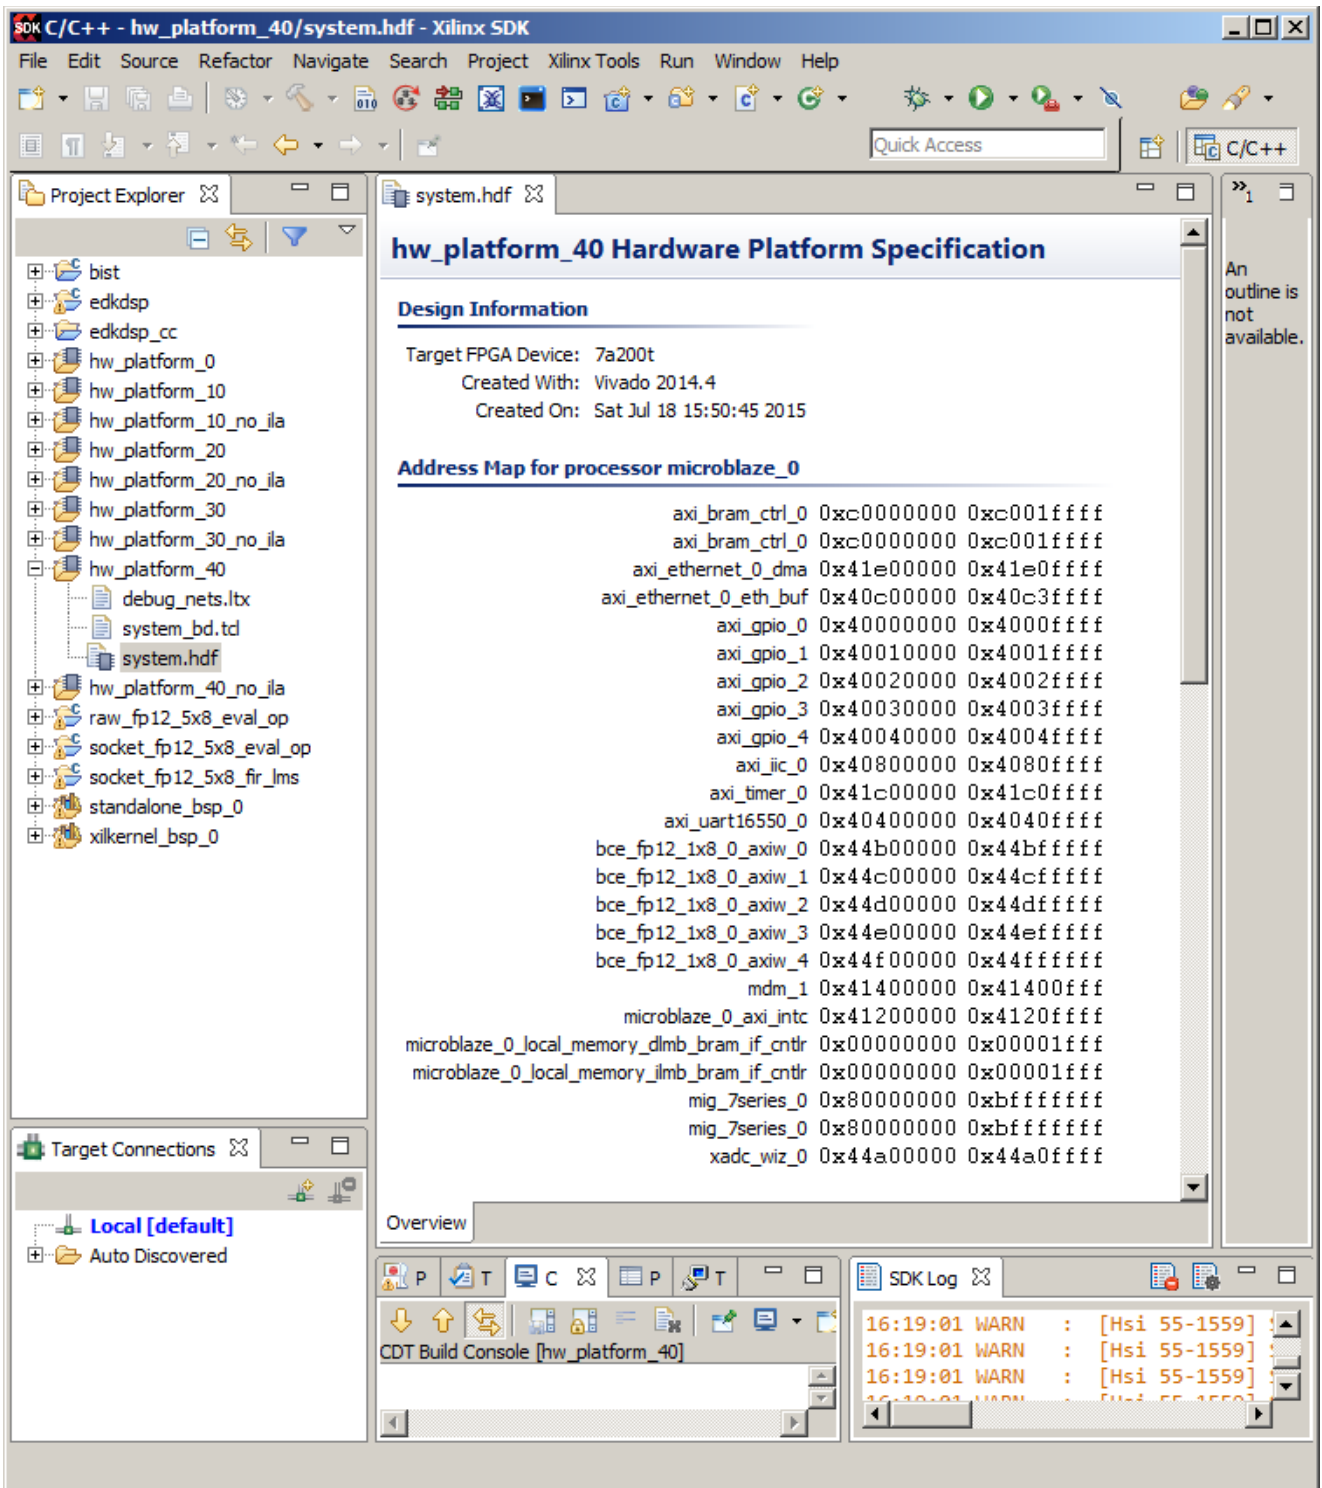 SDK C/C++ - hw_platform_40/system.hdf - Xilinx SDK
File Edit Source Refactor Navigate Search Project Xilinx Tools Run Window Help
Quick Access
C/C++
Project Explorer
bist
edkdsp
edkdsp_cc
hw_platform_0
hw_platform_10
hw_platform_10_no_ila
hw_platform_20
hw_platform_20_no_ila
hw_platform_30
hw_platform_30_no_ila
hw_platform_40
debug_nets.ltx
system_bd.tcl
system.hdf
hw_platform_40_no_ila
raw_fp12_5x8_eval_op
socket_fp12_5x8_eval_op
socket_fp12_5x8_fir_lms
standalone_bsp_0
xilkernel_bsp_0
system.hdf
hw_platform_40 Hardware Platform Specification
Design Information
Target FPGA Device: 7a200t
Created With: Vivado 2014.4
Created On: Sat Jul 18 15:50:45 2015
Address Map for processor microblaze_0
axi_bram_ctrl_0 0xc0000000 0xc001ffff
axi_bram_ctrl_0 0xc0000000 0xc001ffff
axi_ethernet_0_dma 0x41e00000 0x41e0ffff
axi_ethernet_0_eth_buf 0x40c00000 0x40c3ffff
axi_gpio_0 0x40000000 0x4000ffff
axi_gpio_1 0x40010000 0x4001ffff
axi_gpio_2 0x40020000 0x4002ffff
axi_gpio_3 0x40030000 0x4003ffff
axi_gpio_4 0x40040000 0x4004ffff
axi_iic_0 0x40800000 0x4080ffff
axi_timer_0 0x41c00000 0x41c0ffff
axi_uart16550_0 0x40400000 0x4040ffff
bce_fp12_1x8_0_axiw_0 0x44b00000 0x44bfffff
bce_fp12_1x8_0_axiw_1 0x44c00000 0x44cfffff
bce_fp12_1x8_0_axiw_2 0x44d00000 0x44dfffff
bce_fp12_1x8_0_axiw_3 0x44e00000 0x44efffff
bce_fp12_1x8_0_axiw_4 0x44f00000 0x44ffffff
mdm_1 0x41400000 0x41400fff
microblaze_0_axi_intc 0x41200000 0x4120ffff
microblaze_0_local_memory_dlmb_bram_if_cntlr 0x00000000 0x00001fff
microblaze_0_local_memory_ilmb_bram_if_cntlr 0x00000000 0x00001fff
mig_7series_0 0x80000000 0xbfffffff
mig_7series_0 0x80000000 0xbfffffff
xadc_wiz_0 0x44a00000 0x44a0ffff
Overview
»1
An
outline is
not
available.
Target Connections
Local [default]
Auto Discovered
P T C P T
CDT Build Console [hw_platform_40]
SDK Log
16:19:01 WARN : [Hsi 55-1559]
16:19:01 WARN : [Hsi 55-1559]
16:19:01 WARN : [Hsi 55-1559]